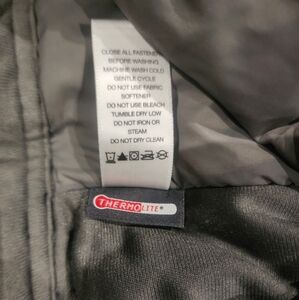 CLOSE ALL FASTENER
BEFORE WASHING
MACHINE WASH COLD
GENTLE CYCLE
DO NOT USE FABRIC
SOFTENER
DO NOT USE BLEACH
TUMBLE DRY LOW
DO NOT IRON OR
STEAM
DO NOT DRY CLEAN
THERMOLITE®